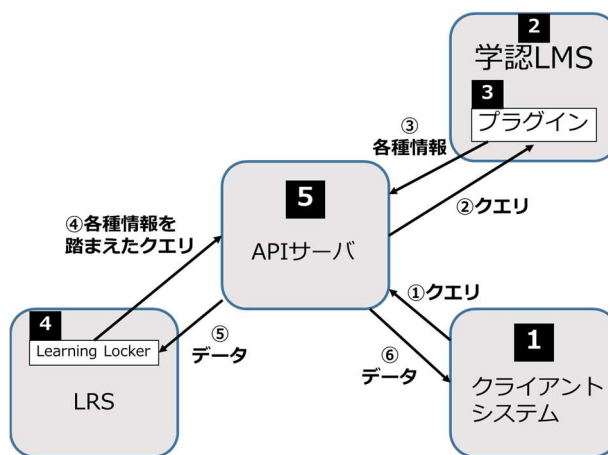 2
学認LMS
3
プラグイン
③
各種情報
②クエリ
5
APIサーバ
④各種情報を
踏まえたクエリ
①クエリ
4
Learning Locker
LRS
⑤
データ
⑥
データ
1
クライアント
システム